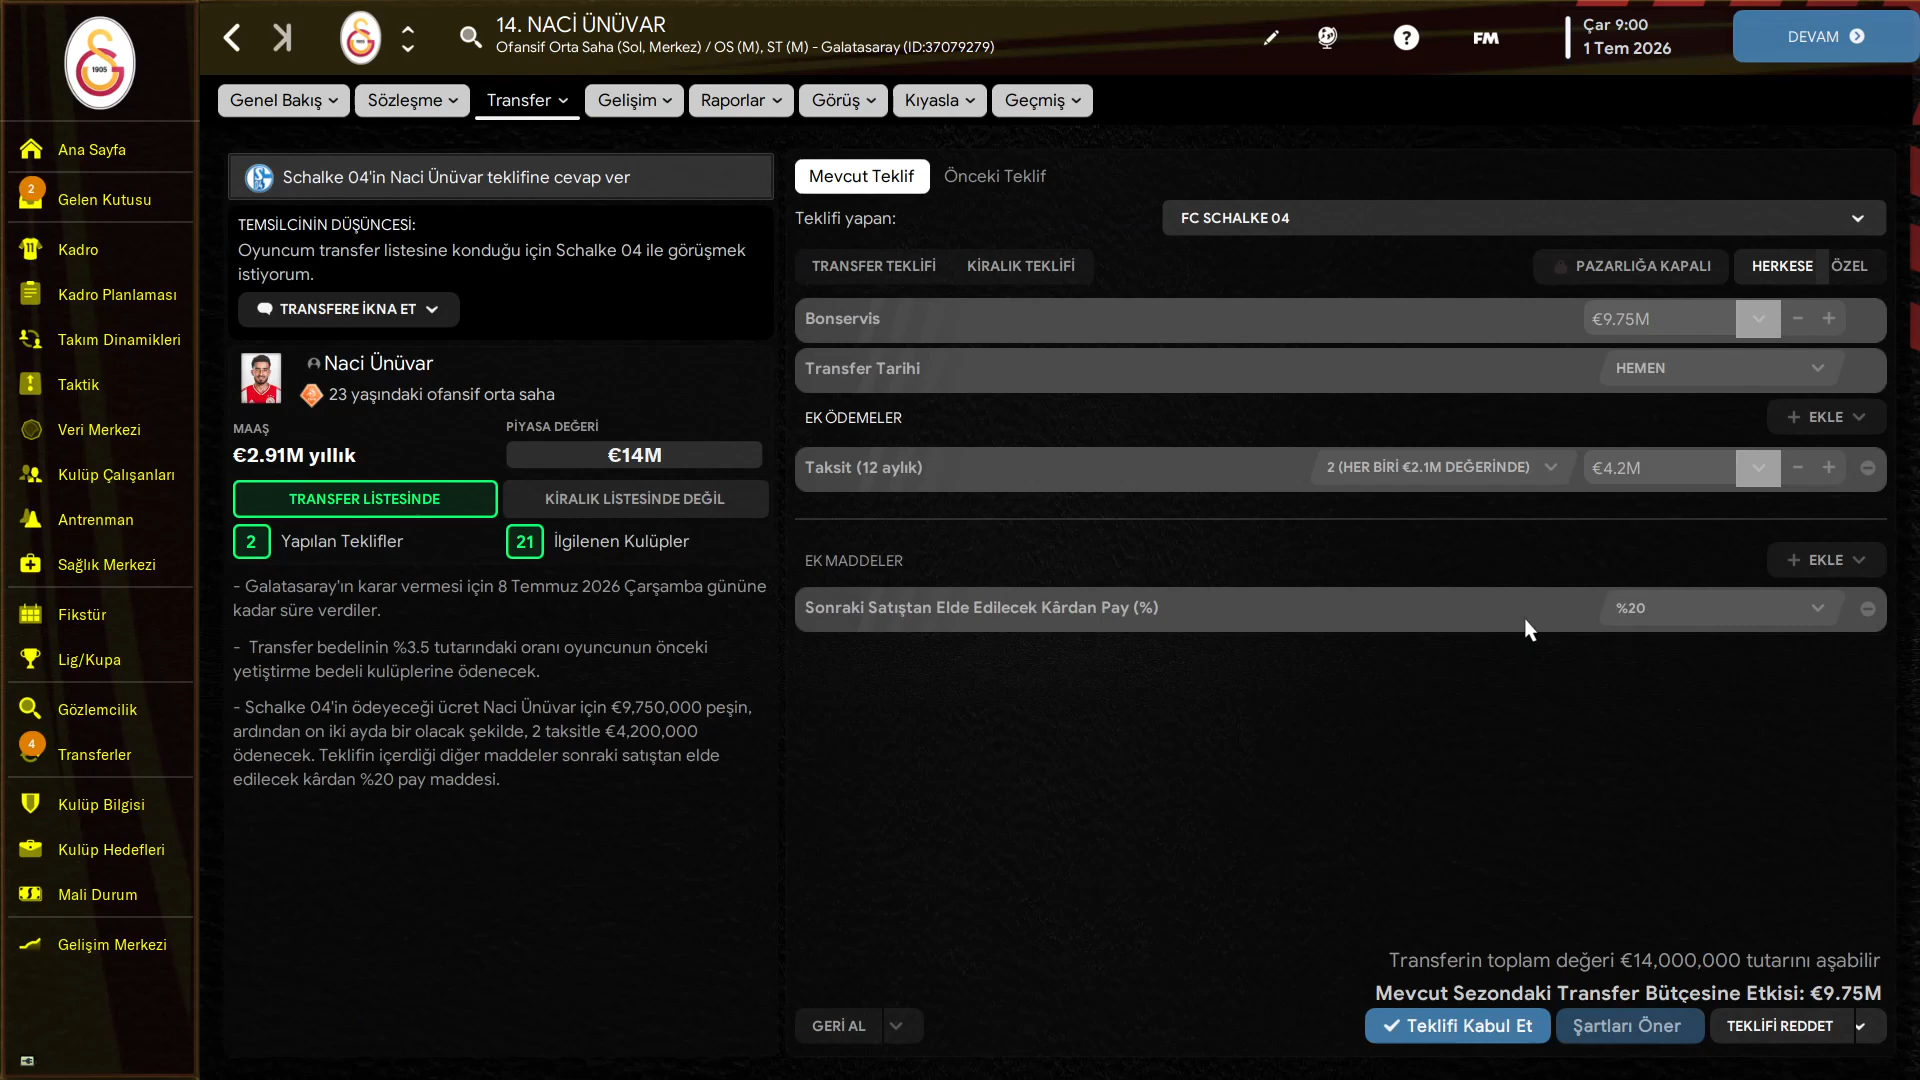 14. NACİ ÜNÜVAR
Ofansif Orta Saha (Sol, Merkez) / OS (M), ST (M) - Galatasaray (ID:37079279)
FM
Çar 9:00
1 Tem 2026
DEVAM
1905
Genel Bakış
Sözleşme
Transfer
Gelişim
Raporlar
Görüş
Kıyasla
Geçmiş
Ana Sayfa
2
Gelen Kutusu
Kadro
Kadro Planlaması
Takım Dinamikleri
Taktik
Veri Merkezi
Kulüp Çalışanları
Antrenman
Sağlık Merkezi
Fikstür
Lig/Kupa
Gözlemcilik
4
Transferler
Kulüp Bilgisi
Kulüp Hedefleri
Mali Durum
Gelişim Merkezi
Schalke 04'in Naci Ünüvar teklifine cevap ver
TEMSİLCİNİN DÜŞÜNCESİ:
Oyuncum transfer listesine konduğu için Schalke 04 ile görüşmek
istiyorum.
TRANSFERE İKNA ET
Naci Ünüvar
23 yaşındaki ofansif orta saha
MAAŞ
€2.91M yıllık
PİYASA DEĞERİ
€14M
TRANSFER LİSTESİNDE
KİRALIK LİSTESİNDE DEĞİL
2 Yapılan Teklifler
21 İlgilenen Kulüpler
- Galatasaray'ın karar vermesi için 8 Temmuz 2026 Çarşamba gününe
kadar süre verdiler.
- Transfer bedelinin %3.5 tutarındaki oranı oyuncunun önceki
yetiştirme bedeli kulüplerine ödenecek.
- Schalke 04'in ödeyeceği ücret Naci Ünüvar için €9,750,000 peşin,
ardından on iki ayda bir olacak şekilde, 2 taksitle €4,200,000
ödenecek. Teklifin içerdiği diğer maddeler sonraki satıştan elde
edilecek kârdan %20 pay maddesi.
Mevcut Teklif
Önceki Teklif
Teklifi yapan:
FC SCHALKE 04
TRANSFER TEKLİFİ
KİRALIK TEKLİFİ
PAZARLIĞA KAPALI
HERKESE
ÖZEL
Bonservis
€9.75M
Transfer Tarihi
HEMEN
EK ÖDEMELER
+ EKLE
Taksit (12 aylık)
2 (HER BİRİ €2.1M DEĞERİNDE)
€4.2M
EK MADDELER
+ EKLE
Sonraki Satıştan Elde Edilecek Kârdan Pay (%)
%20
Transferin toplam değeri €14,000,000 tutarını aşabilir
Mevcut Sezondaki Transfer Bütçesine Etkisi: €9.75M
GERİ AL
Teklifi Kabul Et
Şartları Öner
TEKLİFİ REDDET